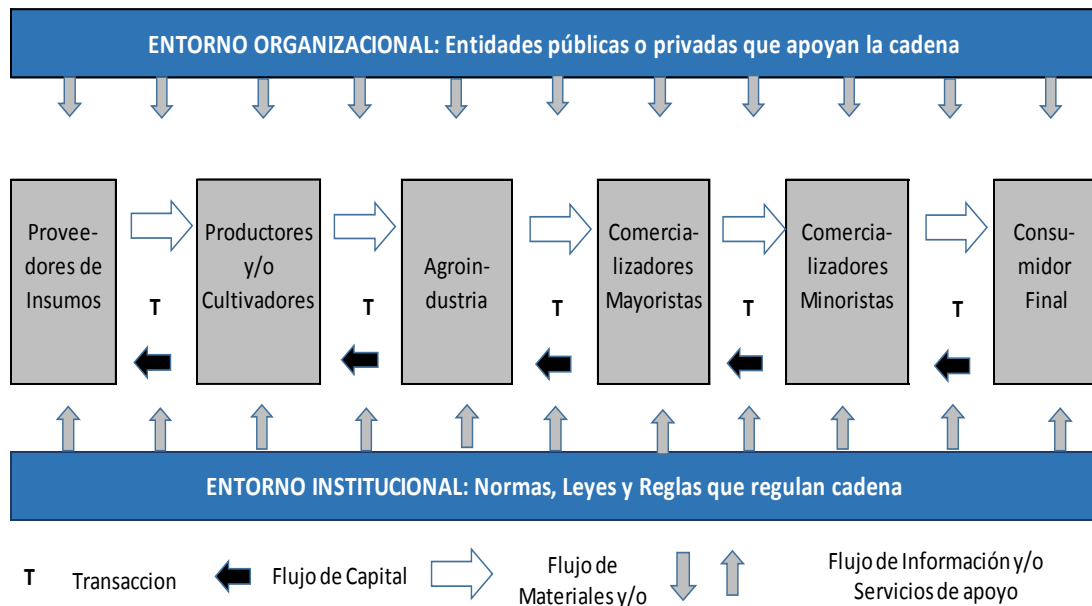 ENTORNO ORGANIZACIONAL: Entidades públicas o privadas que apoyan la cadena
Provee-
dores de
Insumos
T
Productores
y/o
Cultivadores
T
Agroin-
dustria
T
Comercia-
lizadores
Mayoristas
T
Comercia-
lizadores
Minoristas
T
Consu-
midor
Final
ENTORNO INSTITUCIONAL: Normas, Leyes y Reglas que regulan cadena
T Transaccion
Flujo de Capital
Flujo de
Materiales y/o
Flujo de Información y/o
Servicios de apoyo